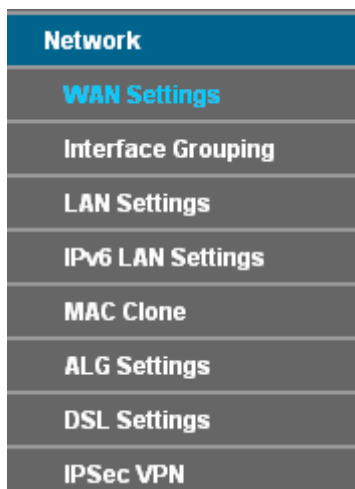 Network
WAN Settings
Interface Grouping
LAN Settings
IPv6 LAN Settings
MAC Clone
ALG Settings
DSL Settings
IPSec VPN